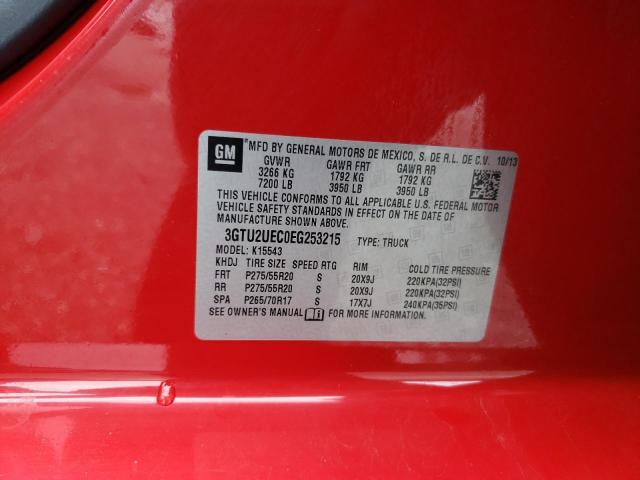 GM
MFD BY GENERAL MOTORS DE MEXICO, S. DE R.L. DE C.V. 10/13
GVWR GAWR FRT GAWR RR
3266 KG 1792 KG 1792 KG
7200 LB 3950 LB 3950 LB
THIS VEHICLE CONFORMS TO ALL APPLICABLE U.S. FEDERAL MOTOR
VEHICLE SAFETY STANDARDS IN EFFECT ON THE DATE OF
MANUFACTURE SHOWN ABOVE.
3GTU2UEC0EG253215 TYPE: TRUCK
MODEL: K15543
KHDJ TIRE SIZE SPEED RTG RIM COLD TIRE PRESSURE
FRT P275/55R20 S 20X9J 220KPA(32PSI)
RR P275/55R20 S 20X9J 220KPA(32PSI)
SPA P265/70R17 S 17X7J 240KPA(35PSI)
SEE OWNER'S MANUAL FOR MORE INFORMATION.